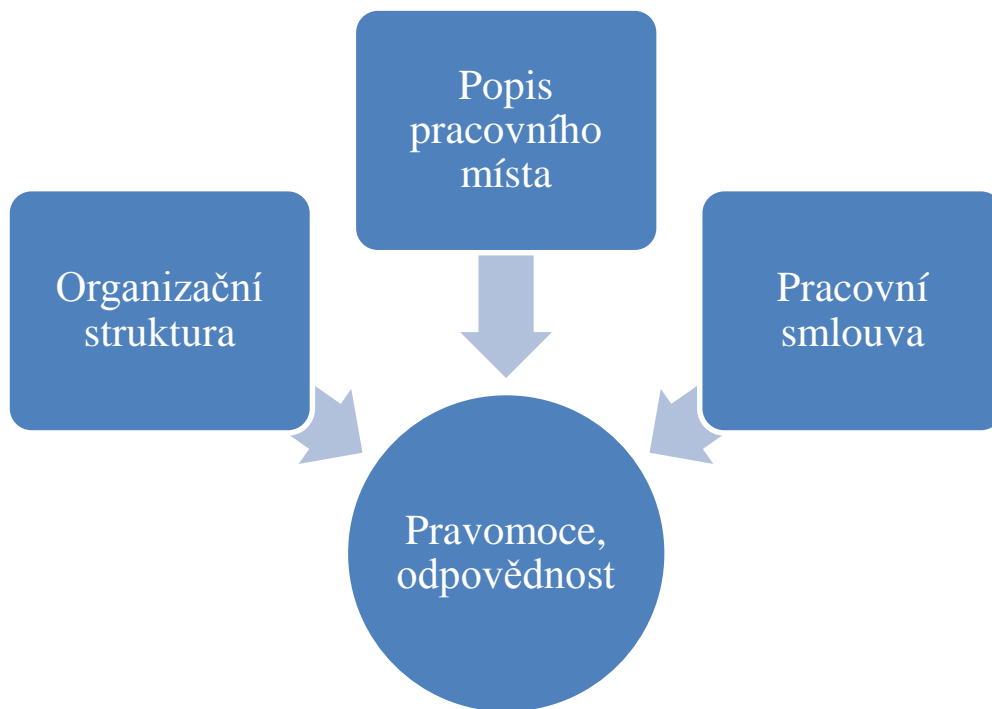 Popis
pracovního
místa
Organizační
struktura
Pracovní
smlouva
Pravomoce,
odpovědnost